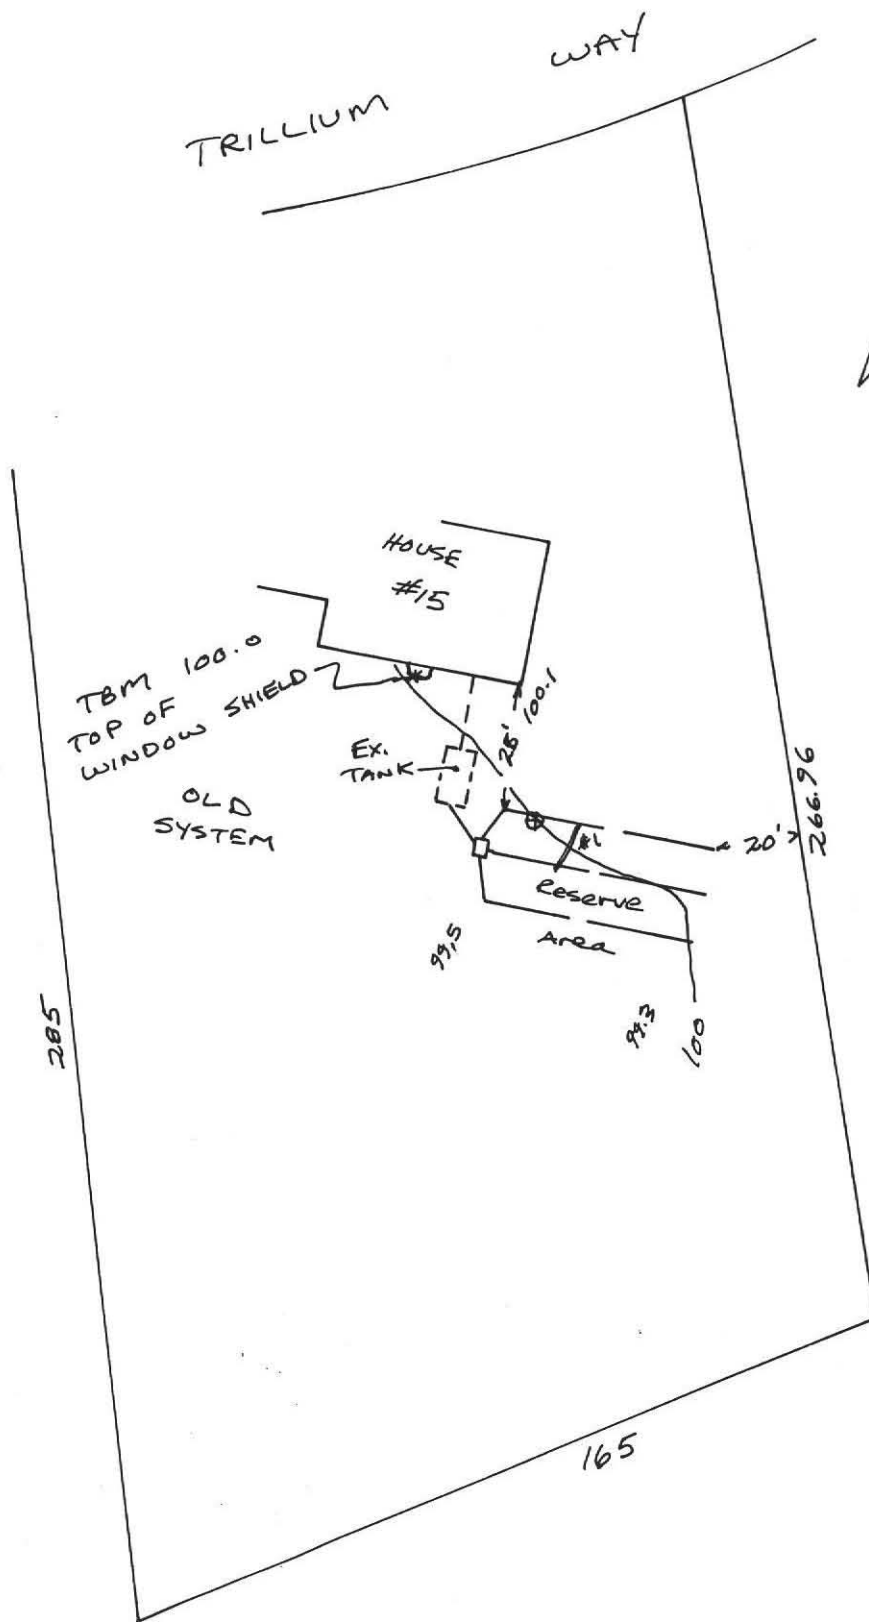 TRILLIUM WAY
HOUSE
#15
TBM 100.0
TOP OF
WINDOW SHIELD
100.1
Ex.
TANK
OLD
SYSTEM
20'
266.96
#1
Reserve
Area
99.5
99.3
100
285
165